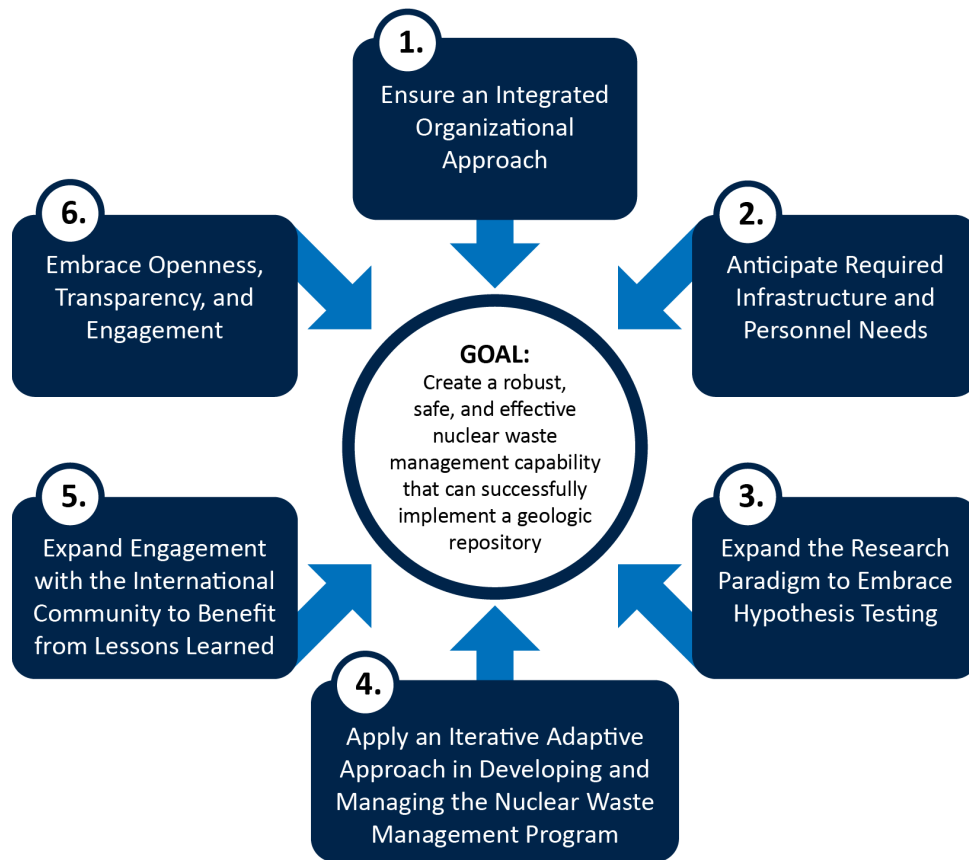 1.
Ensure an Integrated
Organizational
Approach
2.
Anticipate Required
Infrastructure and
Personnel Needs
3.
Expand the Research
Paradigm to Embrace
Hypothesis Testing
4.
Apply an Iterative Adaptive
Approach in Developing and
Managing the Nuclear Waste
Management Program
5.
Expand Engagement
with the International
Community to Benefit
from Lessons Learned
6.
Embrace Openness,
Transparency, and
Engagement
GOAL:
Create a robust,
safe, and effective
nuclear waste
management capability
that can successfully
implement a geologic
repository